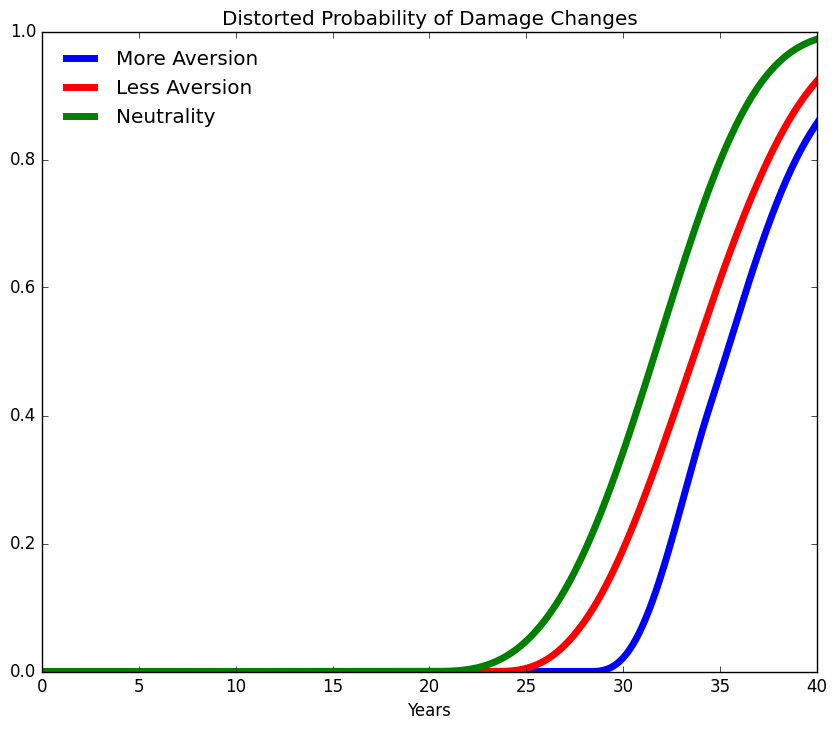 Distorted Probability of Damage Changes
More Aversion
Less Aversion
Neutrality
1.0
0.8
0.6
0.4
0.2
0.0
0 5 10 15 20 25 30 35 40
Years